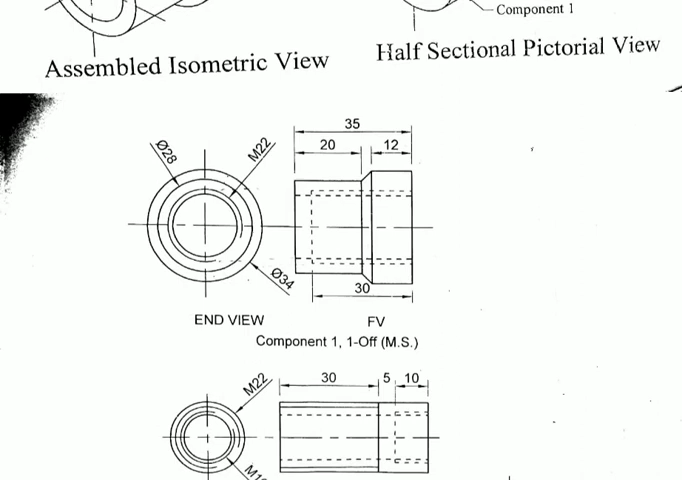 Component 1
Assembled Isometric View
Half Sectional Pictorial View
35
20
12
Ø28
M22
Ø34
30
END VIEW
FV
Component 1, 1-Off (M.S.)
M22
30
5
10